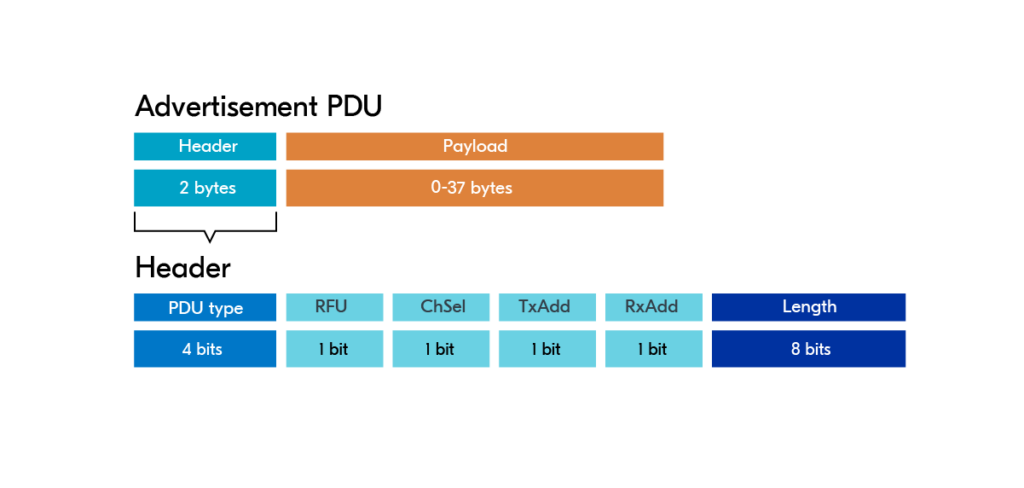 Advertisement PDU
Header Payload
2 bytes 0-37 bytes
Header
PDU type RFU ChSel TxAdd RxAdd Length
4 bits 1 bit 1 bit 1 bit 1 bit 8 bits